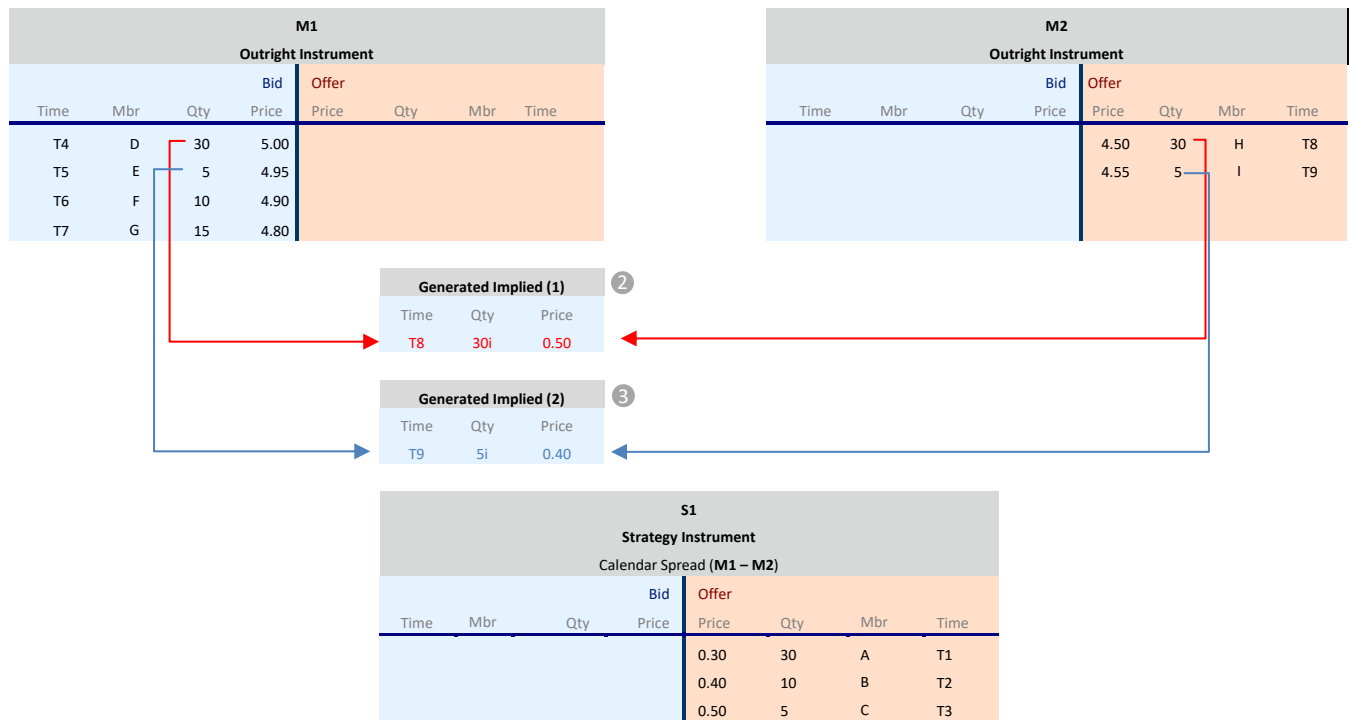 M1
Outright Instrument
Bid Offer
Time Mbr Qty Price Price Qty Mbr Time
T4 D 30 5.00
T5 E 5 4.95
T6 F 10 4.90
T7 G 15 4.80
M2
Outright Instrument
Bid Offer
Time Mbr Qty Price Price Qty Mbr Time
4.50 30 H T8
4.55 5 I T9
Generated Implied (1) 2
Time Qty Price
T8 30i 0.50
Generated Implied (2) 3
Time Qty Price
T9 5i 0.40
S1
Strategy Instrument
Calendar Spread (M1 – M2)
Bid Offer
Time Mbr Qty Price Price Qty Mbr Time
0.30 30 A T1
0.40 10 B T2
0.50 5 C T3